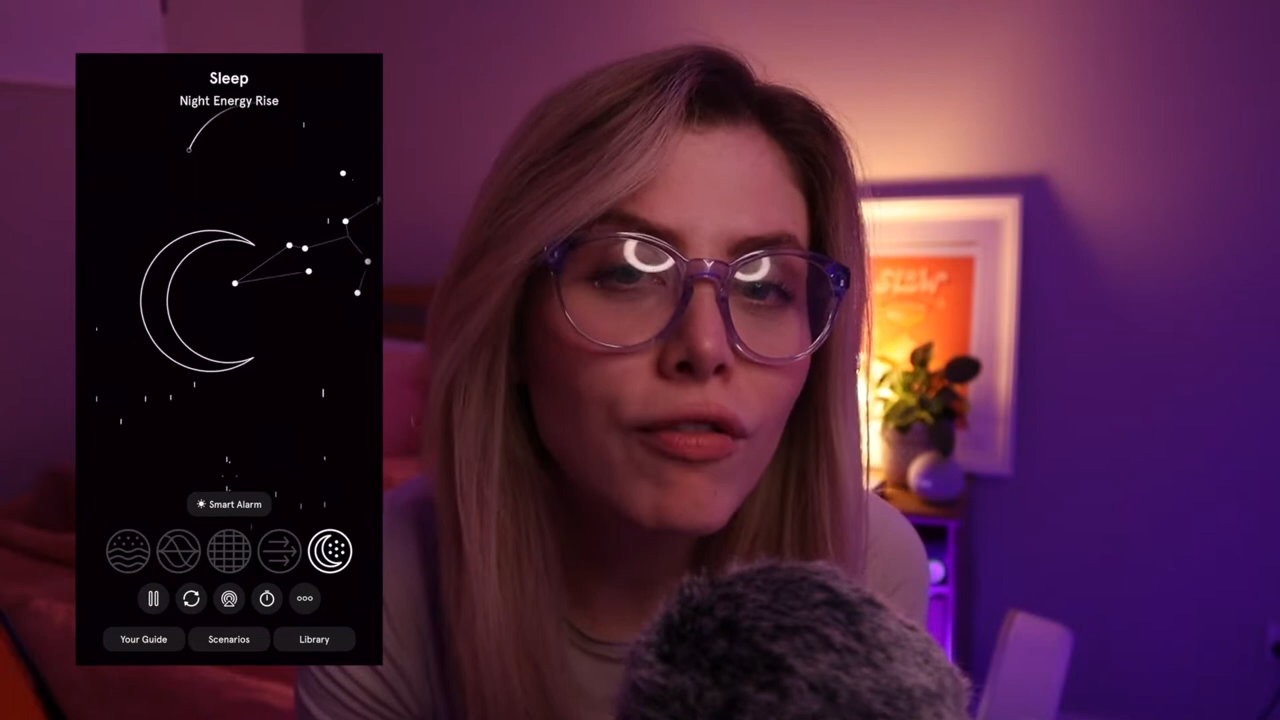 Sleep
Night Energy Rise
Smart Alarm
Your Guide
Scenarios
Library